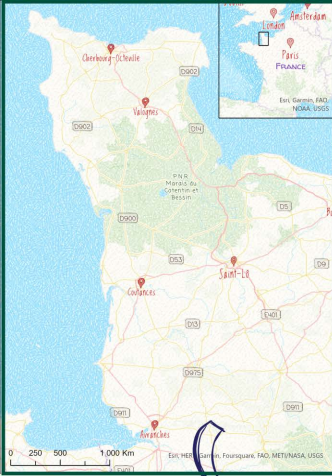 London
Amsterdam
Paris
FRANCE
Esri, Garmin, FAO,
NOAA, USGS
Cherbourg-Octeville
D902
Valognes
D902
D14
PNR
Marais du
Cotentin et
Bessin
D5
D900
D53
Saint-Lô
D9
Coutances
E401
D13
D975
D911
D911
Avranches
0 250 500 1,000 Km
Esri, HERE, Garmin, Foursquare, FAO, METI/NASA, USGS
E401